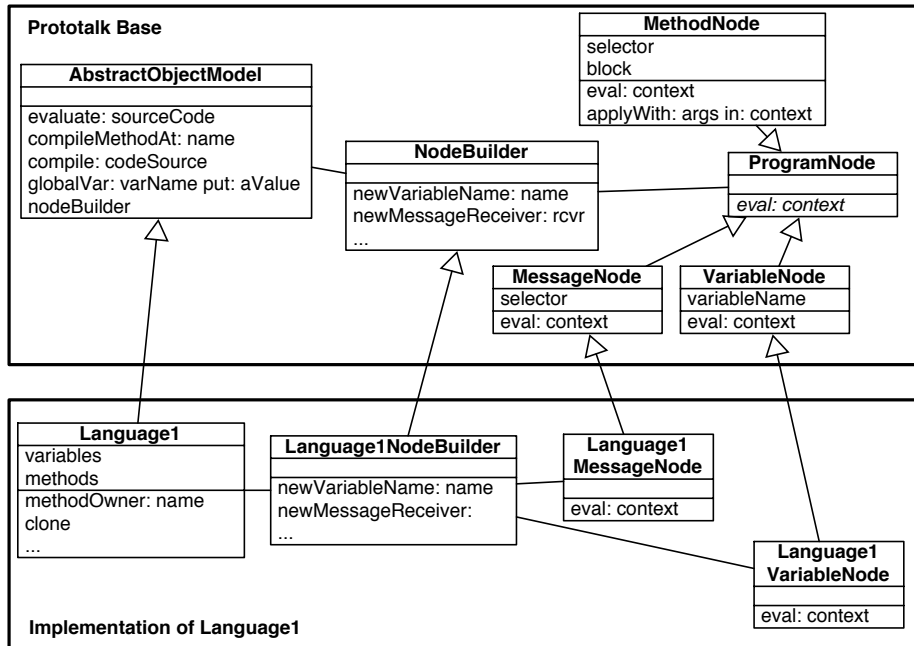 Prototalk Base
MethodNode
selector
block
eval: context
applyWith: args in: context
AbstractObjectModel
evaluate: sourceCode
compileMethodAt: name
compile: codeSource
globalVar: varName put: aValue
nodeBuilder
NodeBuilder
newVariableName: name
newMessageReceiver: rcvr
...
ProgramNode
eval: context
MessageNode
selector
eval: context
VariableNode
variableName
eval: context
Language1
variables
methods
methodOwner: name
clone
...
Language1NodeBuilder
newVariableName: name
newMessageReceiver:
...
Language1
MessageNode
eval: context
Language1
VariableNode
eval: context
Implementation of Language1